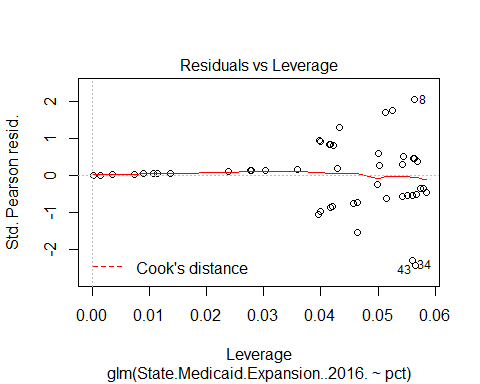 Residuals vs Leverage
Std. Pearson resid.
2
1
0
-1
-2
8
43
34
Cook's distance
0.00 0.01 0.02 0.03 0.04 0.05 0.06
Leverage
glm(State.Medicaid.Expansion..2016. ~ pct)